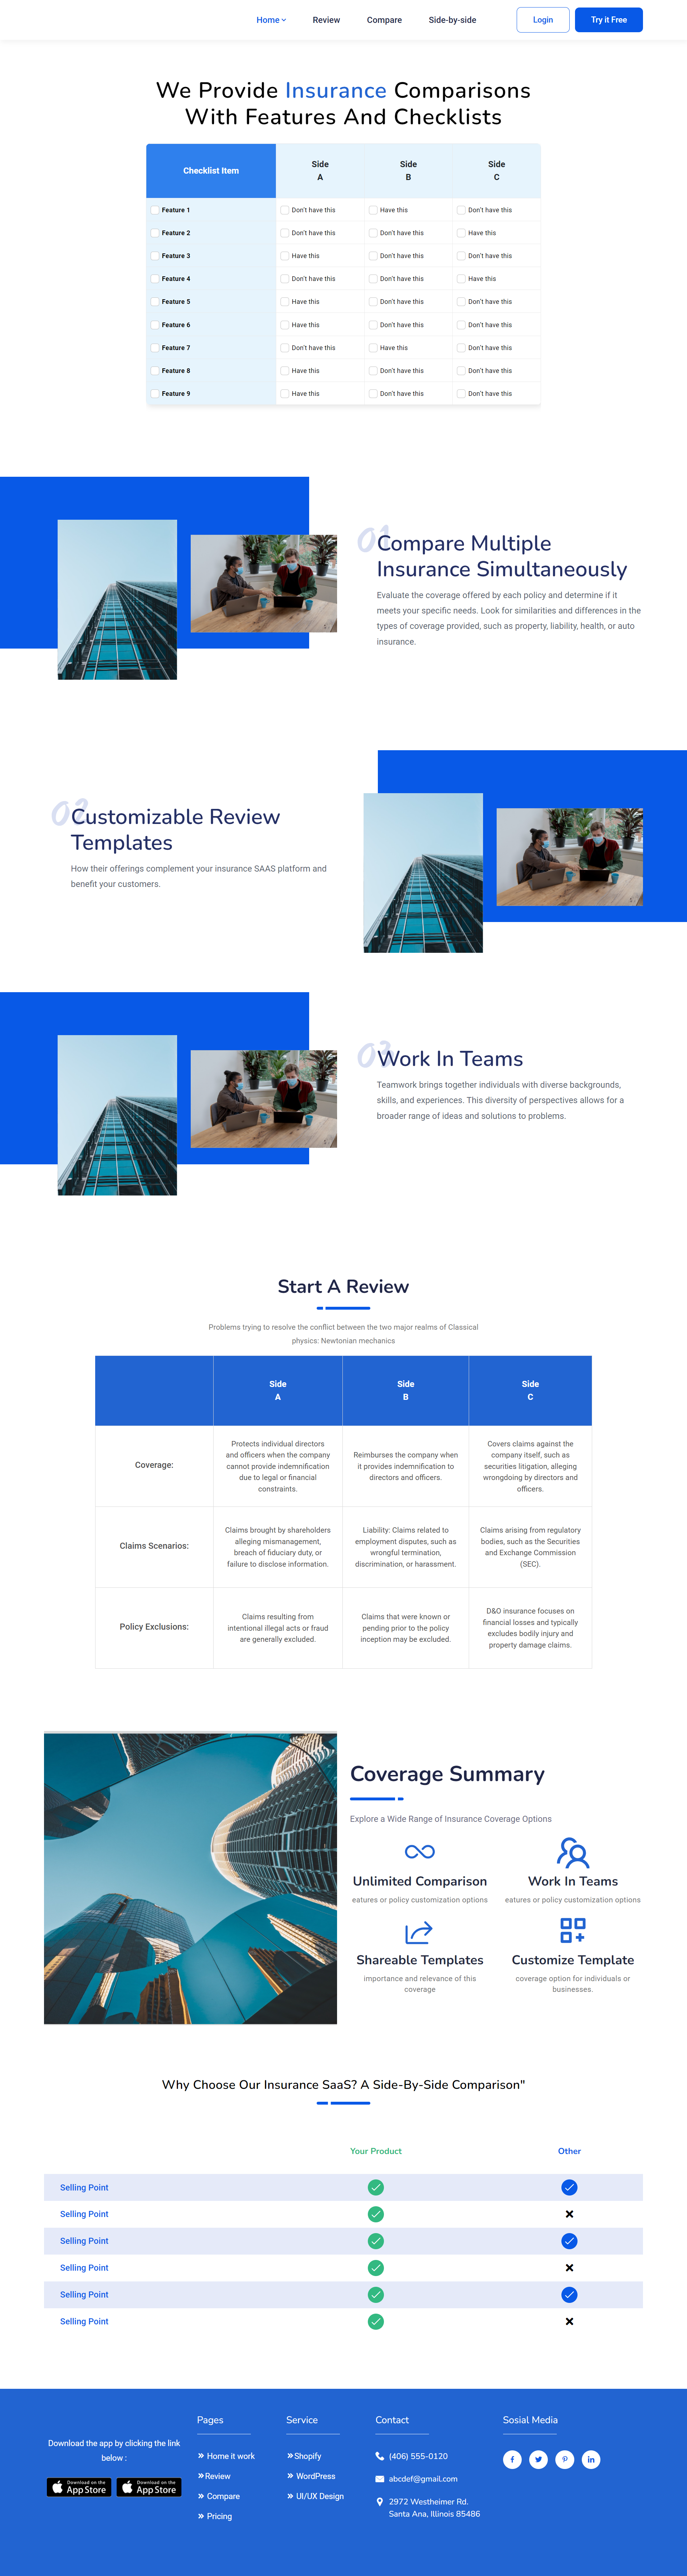 Home
Review
Compare
Side-by-side
Login
Try it Free
We Provide Insurance Comparisons
With Features And Checklists
Checklist Item
Side
A
Side
B
Side
C
Feature 1
Don't have this
Have this
Don't have this
Feature 2
Don't have this
Don't have this
Have this
Feature 3
Have this
Don't have this
Don't have this
Feature 4
Don't have this
Don't have this
Have this
Feature 5
Have this
Don't have this
Don't have this
Feature 6
Have this
Don't have this
Don't have this
Feature 7
Don't have this
Have this
Don't have this
Feature 8
Have this
Don't have this
Don't have this
Feature 9
Have this
Don't have this
Don't have this
01
Compare Multiple
Insurance Simultaneously
Evaluate the coverage offered by each policy and determine if it
meets your specific needs. Look for similarities and differences in the
types of coverage provided, such as property, liability, health, or auto
insurance.
02
Customizable Review
Templates
How their offerings complement your insurance SAAS platform and
benefit your customers.
Work In Teams
Teamwork brings together individuals with diverse backgrounds,
skills, and experiences. This diversity of perspectives allows for a
broader range of ideas and solutions to problems.
Start A Review
Problems trying to resolve the conflict between the two major realms of Classical
physics: Newtonian mechanics
Side
A
Side
B
Side
C
Coverage:
Protects individual directors
and officers when the company
cannot provide indemnification
due to legal or financial
constraints.
Reimburses the company when
it provides indemnification to
directors and officers.
Covers claims against the
company itself, such as
securities litigation, alleging
wrongdoing by directors and
officers.
Claims Scenarios:
Claims brought by shareholders
alleging mismanagement,
breach of fiduciary duty, or
failure to disclose information.
Liability: Claims related to
employment disputes, such as
wrongful termination,
discrimination, or harassment.
Claims arising from regulatory
bodies, such as the Securities
and Exchange Commission
(SEC).
Policy Exclusions:
Claims resulting from
intentional illegal acts or fraud
are generally excluded.
Claims that were known or
pending prior to the policy
inception may be excluded.
D&O insurance focuses on
financial losses and typically
excludes bodily injury and
property damage claims.
Coverage Summary
Explore a Wide Range of Insurance Coverage Options
Unlimited Comparison
eatures or policy customization options
Work In Teams
eatures or policy customization options
Shareable Templates
importance and relevance of this
coverage
Customize Template
coverage option for individuals or
businesses.
Why Choose Our Insurance SaaS? A Side-By-Side Comparison"
Your Product
Other
Selling Point
Selling Point
Selling Point
Selling Point
Selling Point
Selling Point
Download the app by clicking the link
below :
Download on the
App Store
Download on the
App Store
Pages
Home it work
Review
Compare
Pricing
Service
Shopify
WordPress
UI/UX Design
Contact
(406) 555-0120
abcdef@gmail.com
2972 Westheimer Rd.
Santa Ana, Illinois 85486
Sosial Media